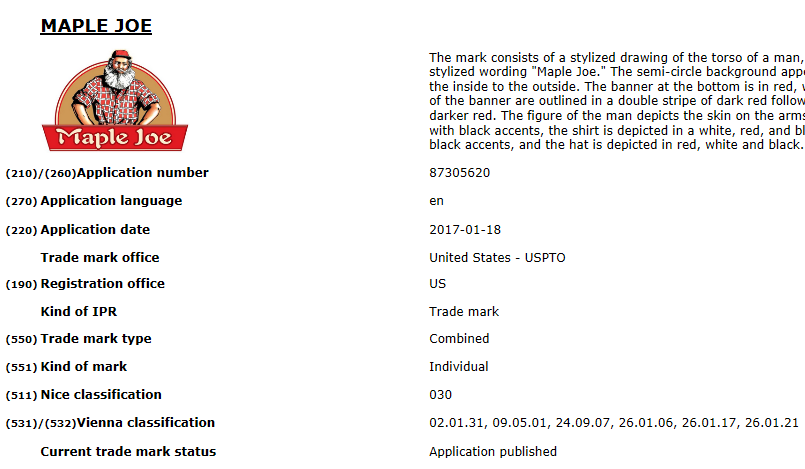 MAPLE JOE
Maple Joe
The mark consists of a stylized drawing of the torso of a man,
stylized wording "Maple Joe." The semi-circle background
the inside to the outside. The banner at the bottom is in red,
of the banner are outlined in a double stripe of dark red
darker red. The figure of the man depicts the skin on the arms
with black accents, the shirt is depicted in a white, red, and
black accents, and the hat is depicted in red, white and black.
(210)/(260)Application number 87305620
(270) Application language en
(220) Application date 2017-01-18
Trade mark office United States - USPTO
(190) Registration office US
Kind of IPR Trade mark
(550) Trade mark type Combined
(551) Kind of mark Individual
(511) Nice classification 030
(531)/(532)Vienna classification 02.01.31, 09.05.01, 24.09.07, 26.01.06, 26.01.17, 26.01.21
Current trade mark status Application published